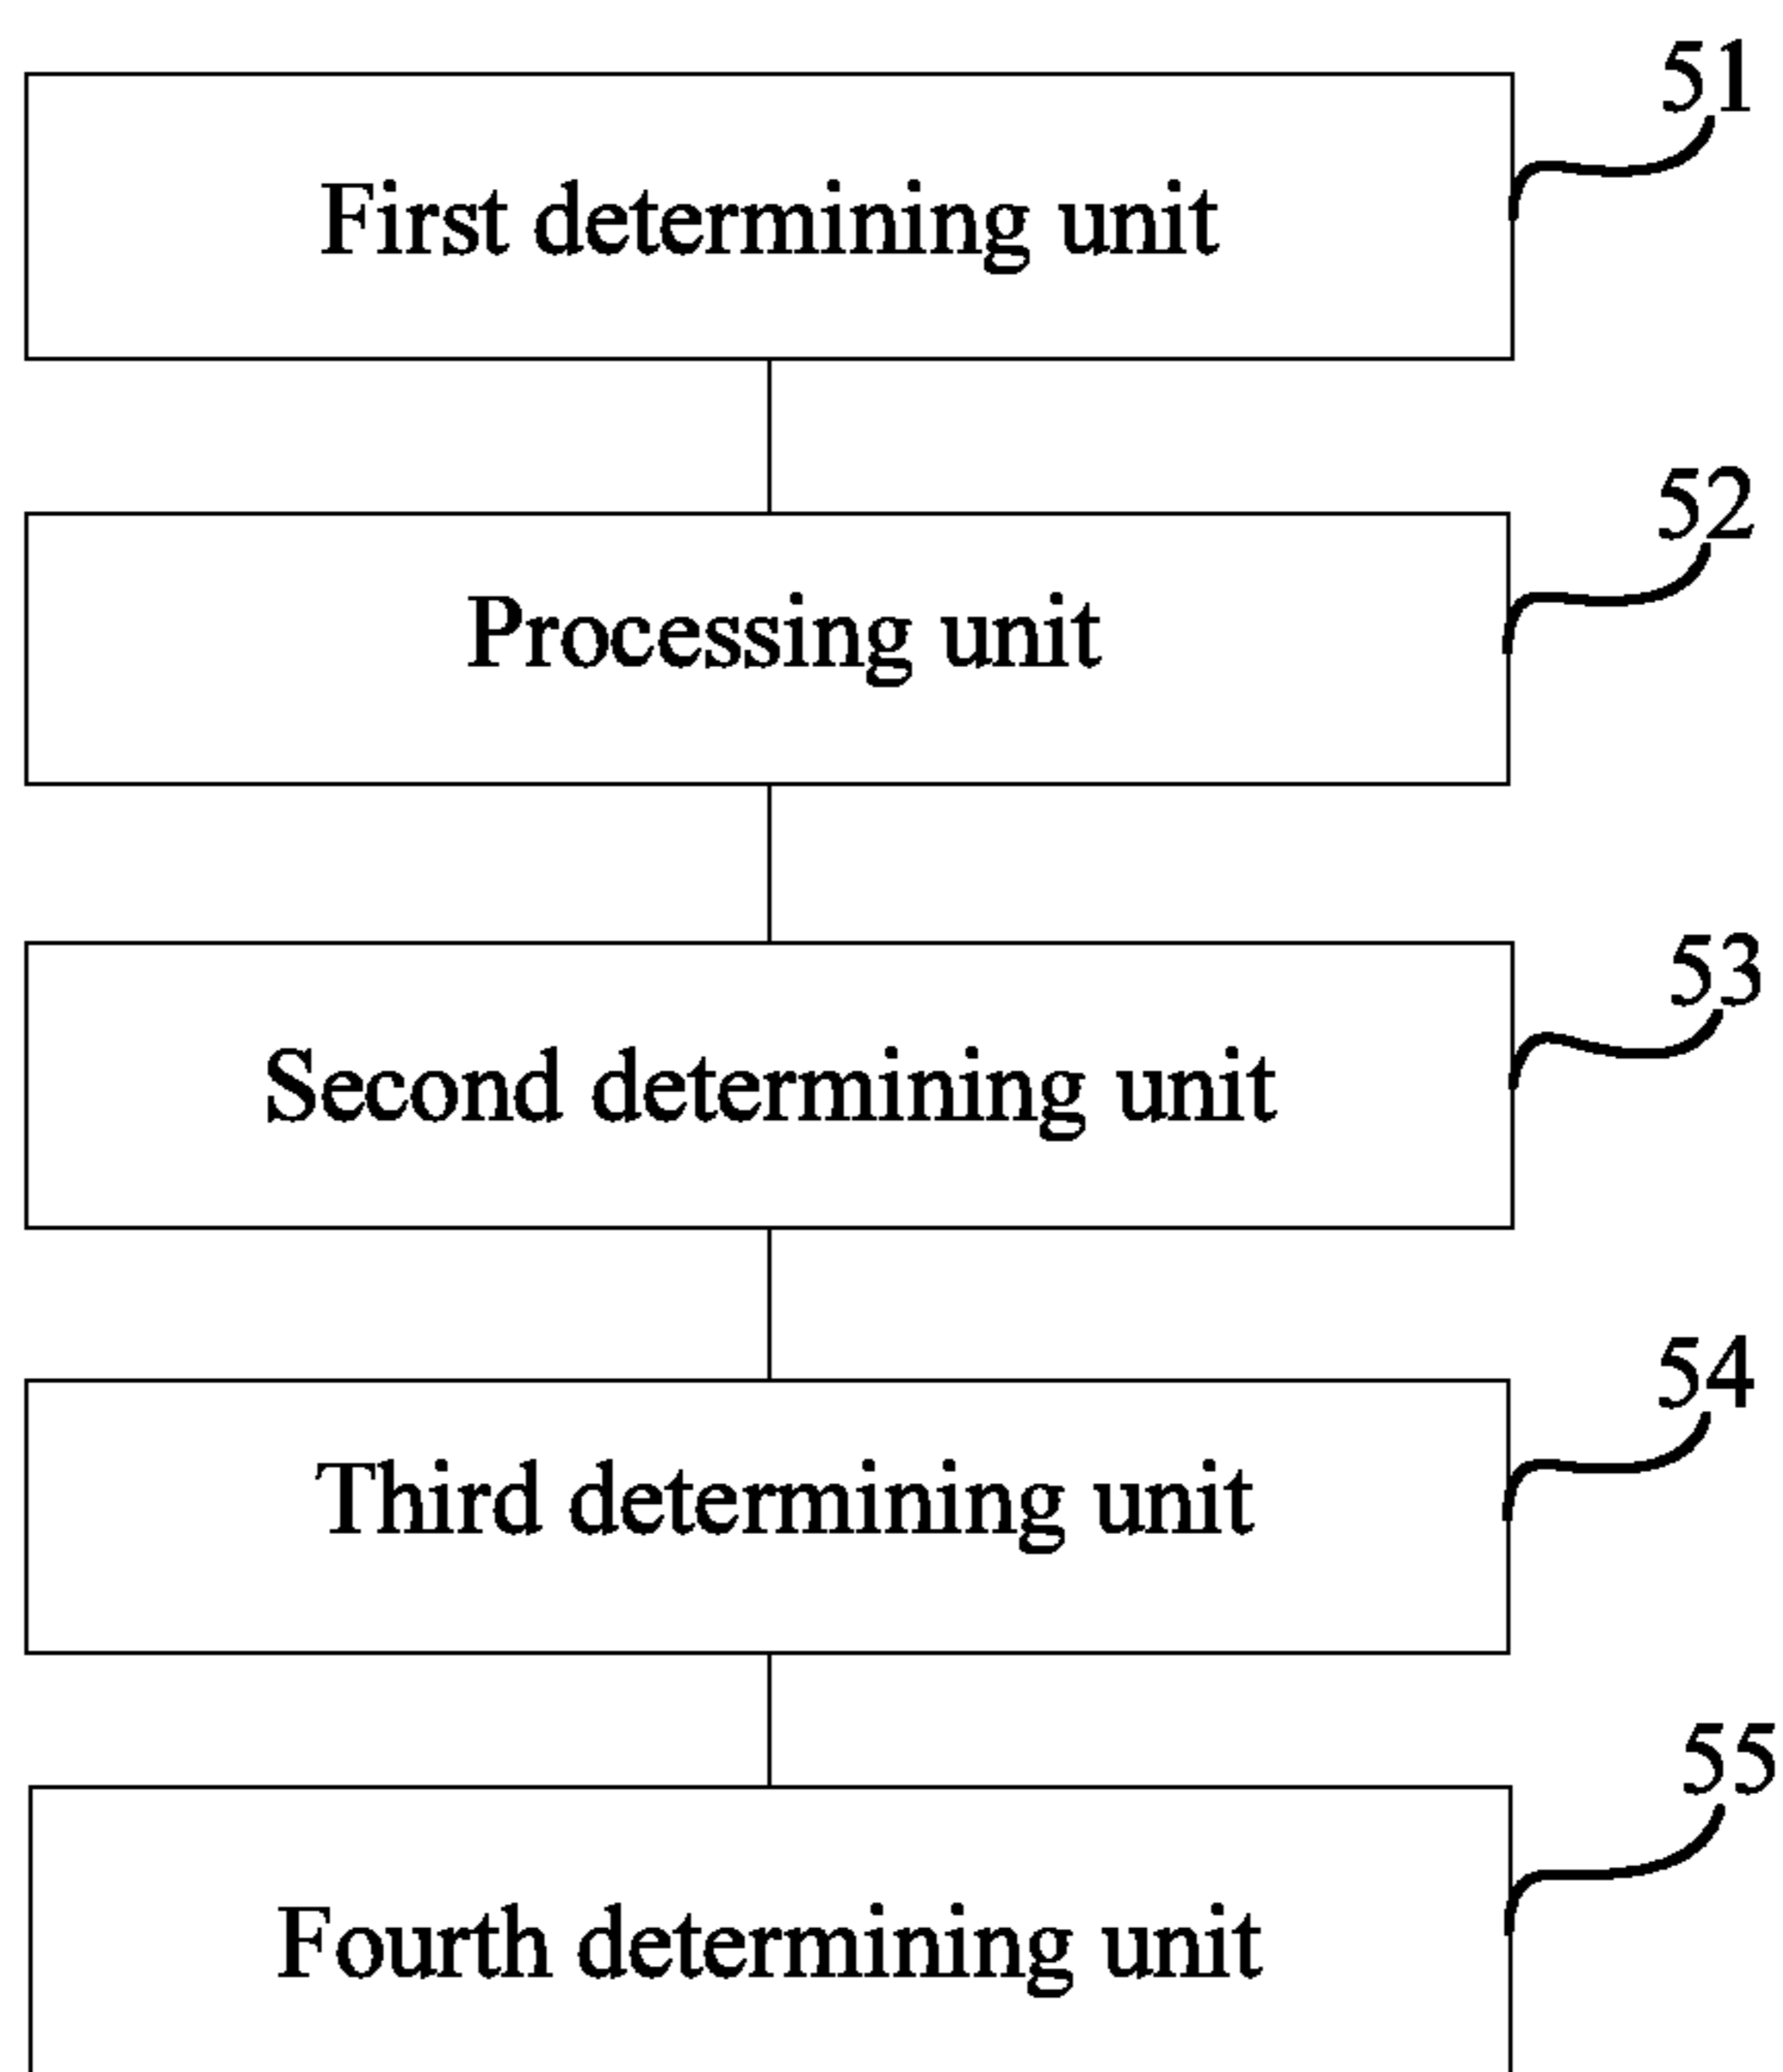 51
First determining unit
52
Processing unit
53
Second determining unit
54
Third determining unit
55
Fourth determining unit